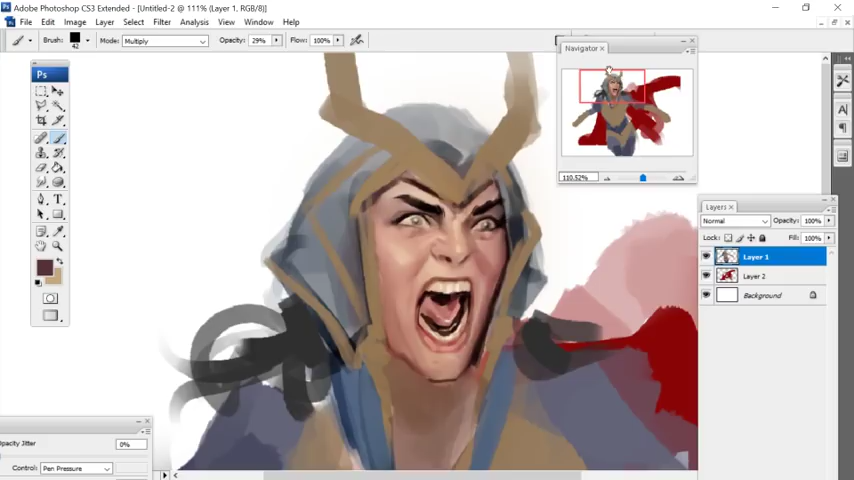 Adobe Photoshop CS3 Extended - [Untitled-2 @ 111% (Layer 1, RGB/8)]
File Edit Image Layer Select Filter Analysis View Window Help
Brush: 42 Mode: Multiply Opacity: 29% Flow: 100%
Navigator
110.52%
Ps
Layers
Normal Opacity: 100%
Lock: Fill: 100%
Layer 1
Layer 2
Background
Opacity Jitter 0%
Control: Pen Pressure